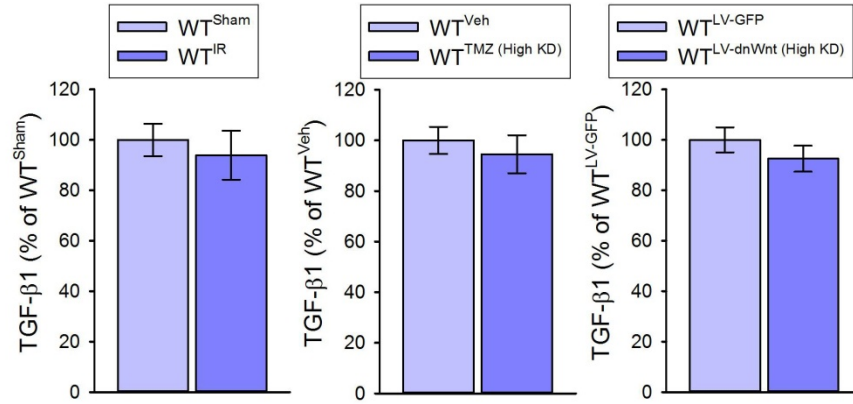 WT^Sham
WT^IR
TGF-β1 (% of WT^Sham)
120
100
80
60
40
20
0
WT^Veh
WT^TMZ (High KD)
TGF-β1 (% of WT^Veh)
120
100
80
60
40
20
0
WT^LV-GFP
WT^LV-dnWnt (High KD)
TGF-β1 (% of WT^LV-GFP)
120
100
80
60
40
20
0